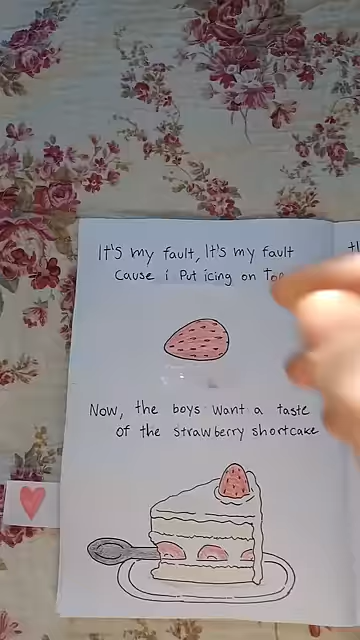 It's my fault, It's my fault
Cause i Put icing on
Now, the boys want a taste
of the strawberry shortcake